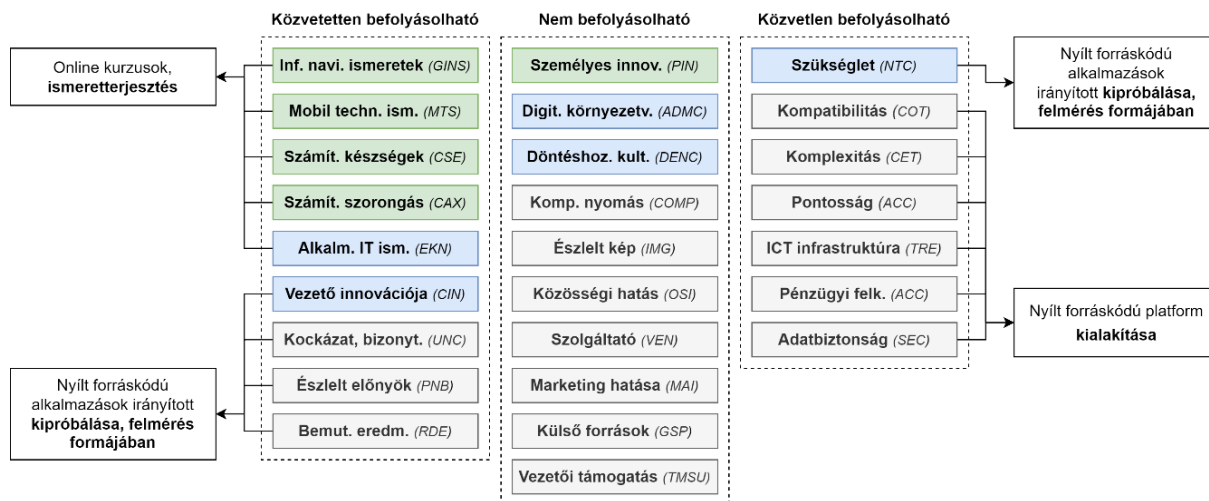 Közvetetten befolyásolható
Nem befolyásolható
Közvetlen befolyásolható
Online kurzusok,
ismeretterjesztés
Inf. navi. ismeretek (GINS)
Mobil techn. ism. (MTS)
Számít. készségek (CSE)
Számít. szorongás (CAX)
Alkalm. IT ism. (EKN)
Vezető innovációja (CIN)
Kockázat, bizonyt. (UNC)
Észlelt előnyök (PNB)
Bemut. eredm. (RDE)
Nyílt forráskódú
alkalmazások irányított
kipróbálása, felmérés
formájában
Személyes innov. (PIN)
Digit. környezetv. (ADMC)
Döntéshoz. kult. (DENC)
Komp. nyomás (COMP)
Észlelt kép (IMG)
Közösségi hatás (OSI)
Szolgáltató (VEN)
Marketing hatása (MAI)
Külső források (GSP)
Vezetői támogatás (TMSU)
Szükséglet (NTC)
Kompatibilitás (COT)
Komplexitás (CET)
Pontosság (ACC)
ICT infrastruktúra (TRE)
Pénzügyi felk. (ACC)
Adatbiztonság (SEC)
Nyílt forráskódú
alkalmazások
irányított kipróbálása,
felmérés formájában
Nyílt forráskódú platform
kialakítása